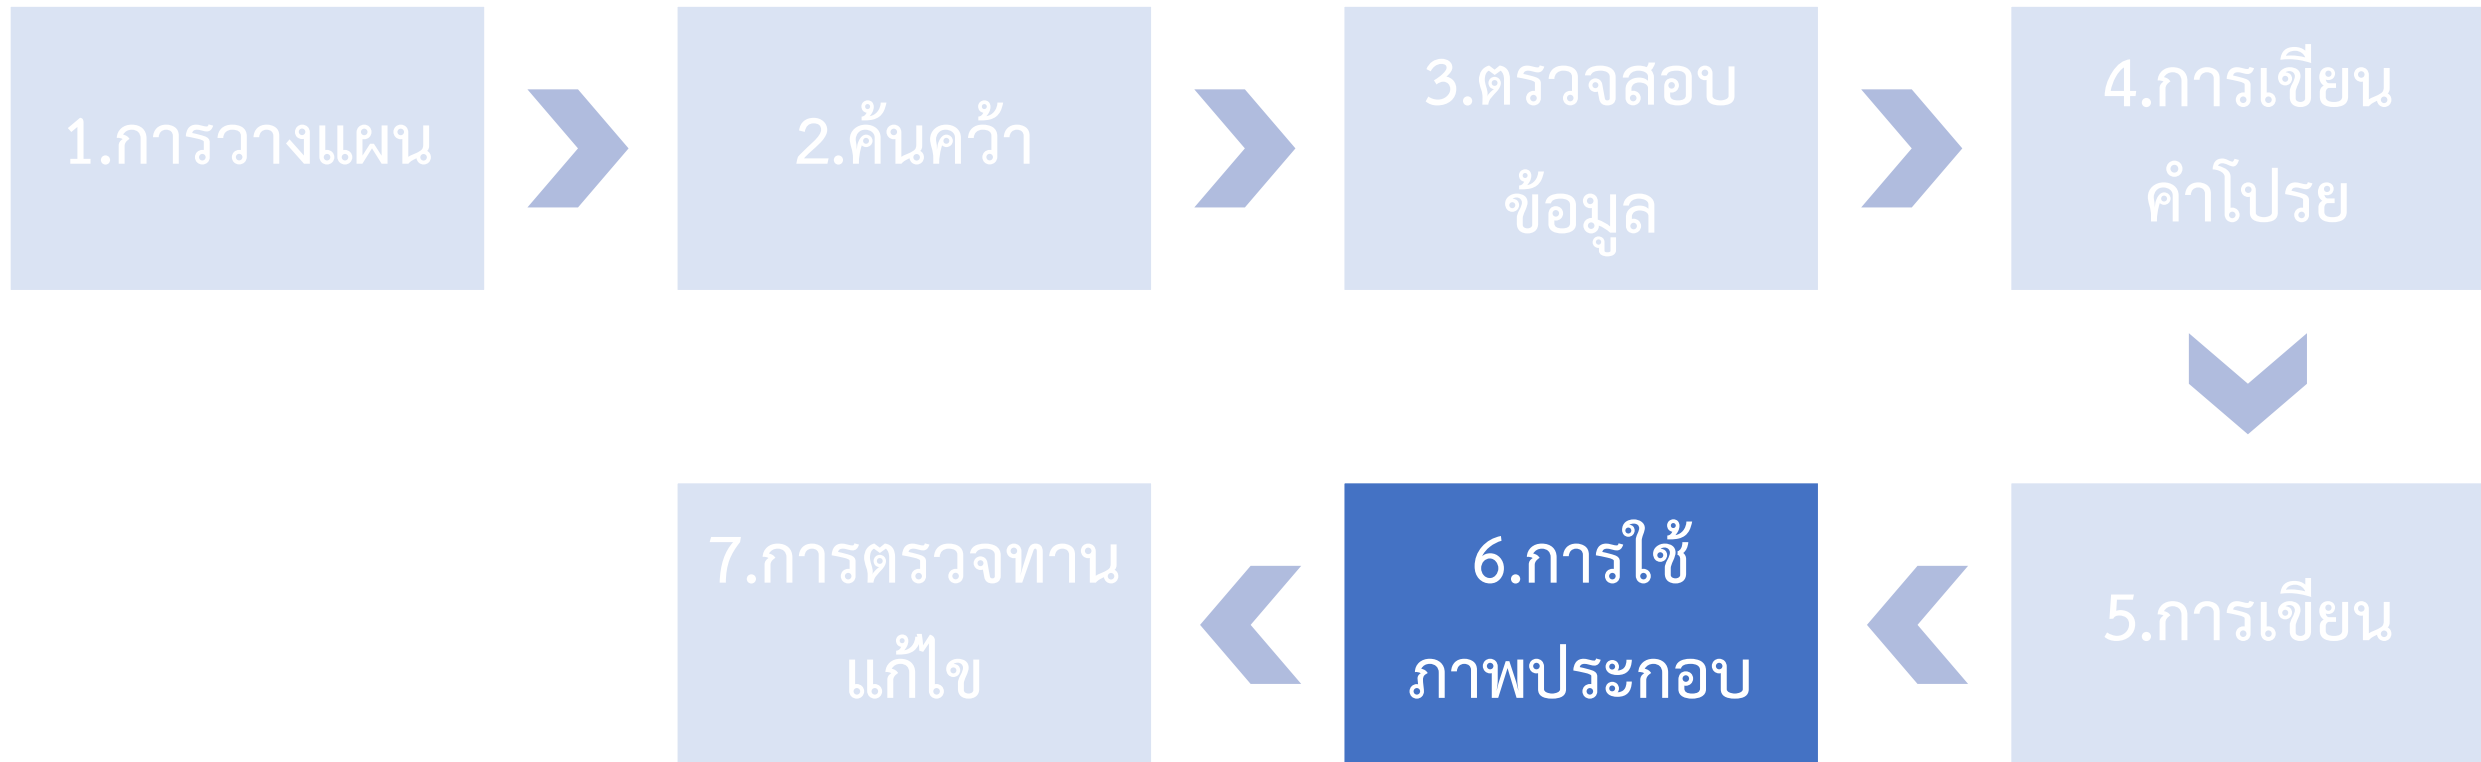 1.การวางแผน
2.ค้นคว้า
3.ตรวจสอบ
ข้อมูล
4.การเขียน
คำโปรย
5.การเขียน
6.การใช้
ภาพประกอบ
7.การตรวจทาน
แก้ไข